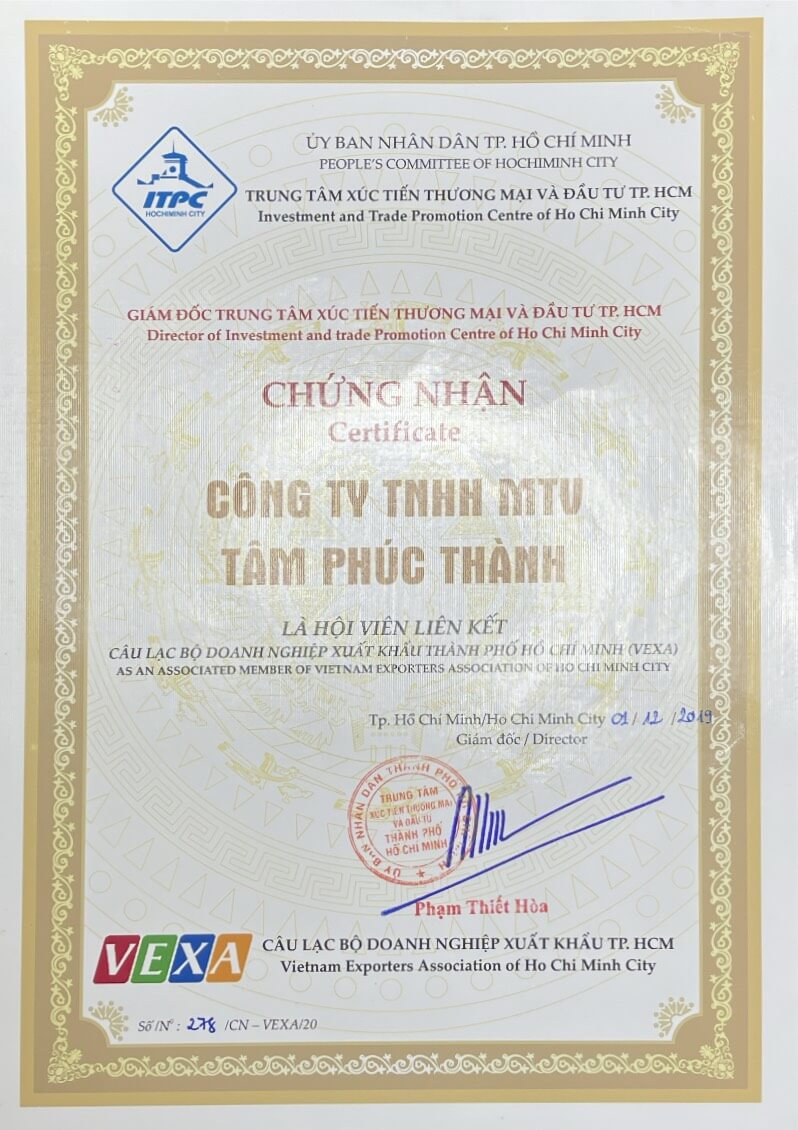 ỦY BAN NHÂN DÂN TP. HỒ CHÍ MINH
PEOPLE'S COMMITTEE OF HOCHIMINH CITY
ITPC
HOCHIMINH CITY
TRUNG TÂM XÚC TIẾN THƯƠNG MẠI VÀ ĐẦU TƯ TP. HCM
Investment and Trade Promotion Centre of Ho Chi Minh City
GIÁM ĐỐC TRUNG TÂM XÚC TIẾN THƯƠNG MẠI VÀ ĐẦU TƯ TP. HCM
Director of Investment and trade Promotion Centre of Ho Chi Minh City
CHỨNG NHẬN
Certificate
CÔNG TY TNHH MTV
TÂM PHÚC THÀNH
LÀ HỘI VIÊN LIÊN KẾT
CÂU LẠC BỘ DOANH NGHIỆP XUẤT KHẨU THÀNH PHỐ HỒ CHÍ MINH (VEXA)
AS AN ASSOCIATED MEMBER OF VIETNAM EXPORTERS ASSOCIATION OF HO CHI MINH CITY
Tp. Hồ Chí Minh/Ho Chi Minh City 01 / 12 / 2019
Giám đốc / Director
ỦY BAN NHÂN DÂN THÀNH PHỐ
TRUNG TÂM
XÚC TIẾN THƯƠNG MẠI
VÀ ĐẦU TƯ
THÀNH PHỐ
HỒ CHÍ MINH
Phạm Thiết Hòa
VEXA
CÂU LẠC BỘ DOANH NGHIỆP XUẤT KHẨU TP. HCM
Vietnam Exporters Association of Ho Chi Minh City
Số/Nº : 278 /CN – VEXA/20